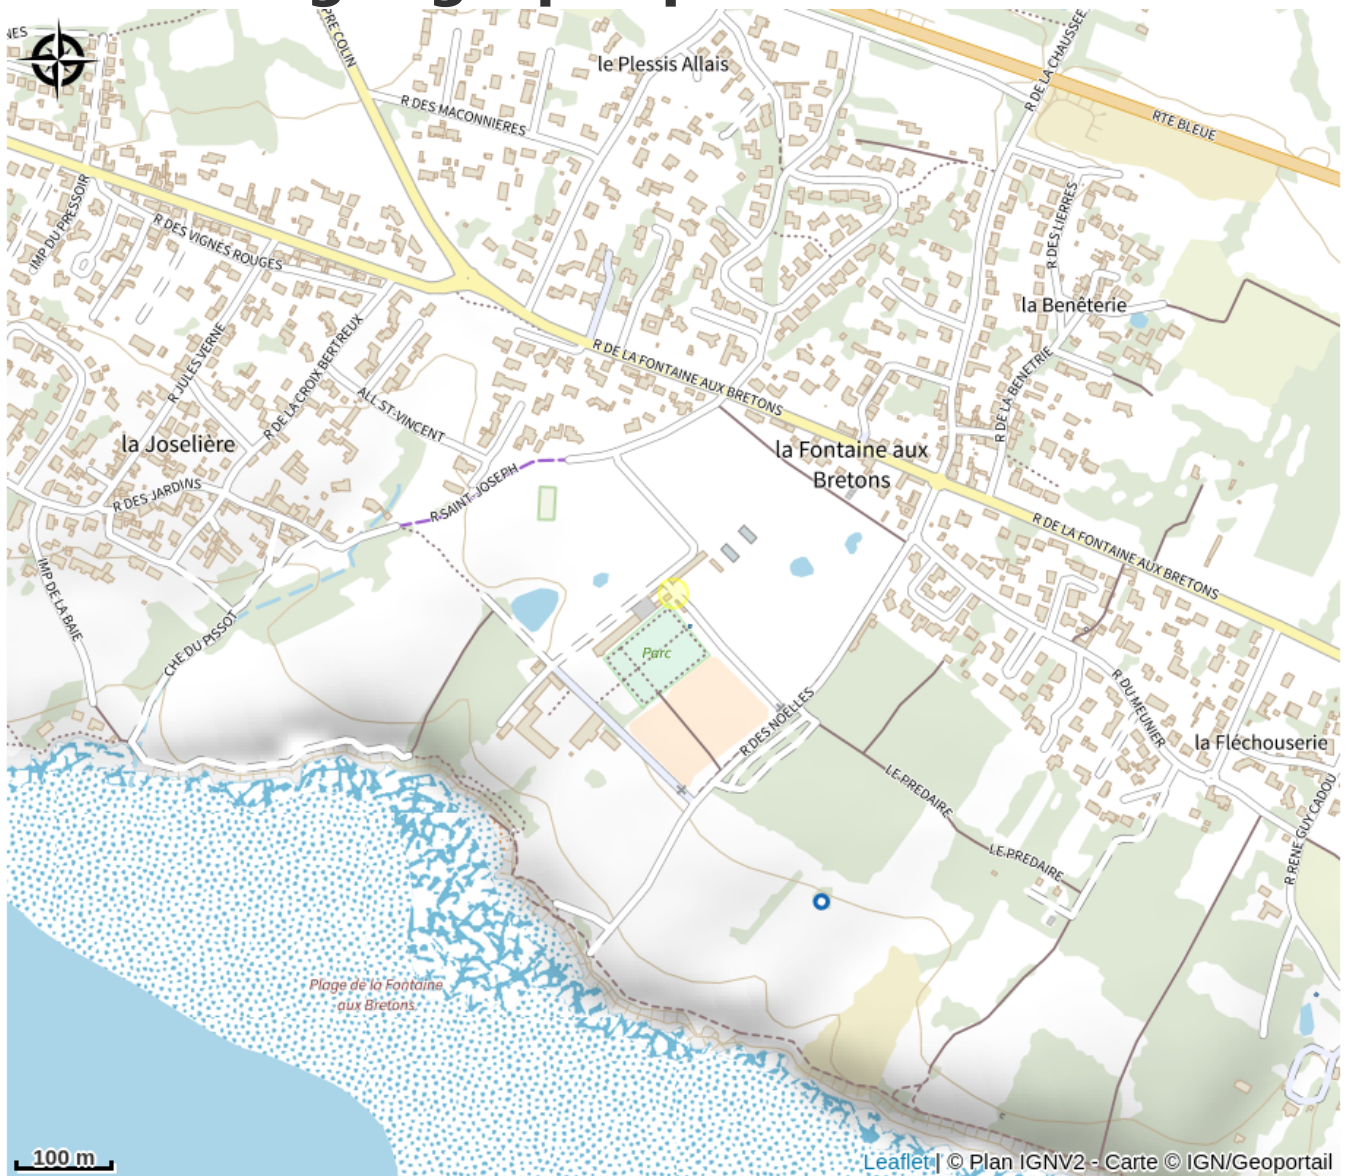 NES
PRE COLIN
le Plessis Allais
R DE LA CHAUSSEE
R DES MACONNIERES
RTE BLEUE
IMP DU PRESSOIR
R DES VIGNES ROUGES
R DES LIERRES
la Benêterie
R JULES VERNE
R DE LA CROIX BERTREUX
R DE LA FONTAINE AUX BRETONS
R DE LA BENETRIE
ALL ST-VINCENT
la Joselière
la Fontaine aux
Bretons
R DES JARDINS
R SAINT-JOSEPH
R DE LA FONTAINE AUX BRETONS
IMP DE LA BAIE
CHE DU PISSOT
Parc
R DES NOELLES
R DU MEUNIER
la Fléchouserie
LE PREDAIRE
LE PREDAIRE
R RENE GUY CADOU
Plage de la Fontaine
aux Bretons
100 m
Leaflet | © Plan IGNV2 - Carte © IGN/Geoportail